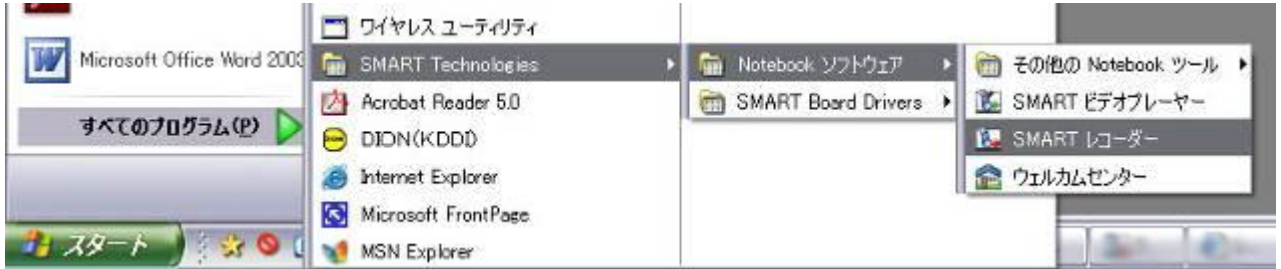 Microsoft Office Word 2003
すべてのプログラム(P)
スタート
ワイヤレス ユーティリティ
SMART Technologies
Acrobat Reader 5.0
DION(KDDI)
Internet Explorer
Microsoft FrontPage
MSN Explorer
Notebook ソフトウェア
SMART Board Drivers
その他の Notebook ツール
SMART ビデオプレーヤー
SMART レコーダー
ウェルカムセンター